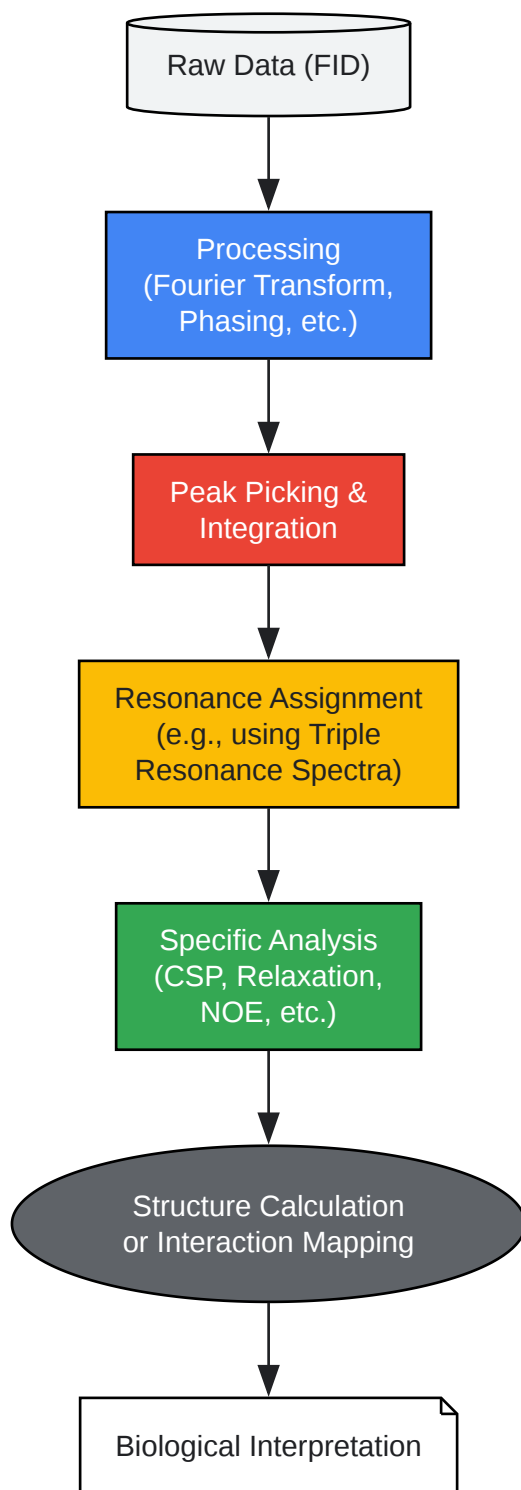 Raw Data (FID)
Processing
(Fourier Transform,
Phasing, etc.)
Peak Picking &
Integration
Resonance Assignment
(e.g., using Triple
Resonance Spectra)
Specific Analysis
(CSP, Relaxation,
NOE, etc.)
Structure Calculation
or Interaction Mapping
Biological Interpretation